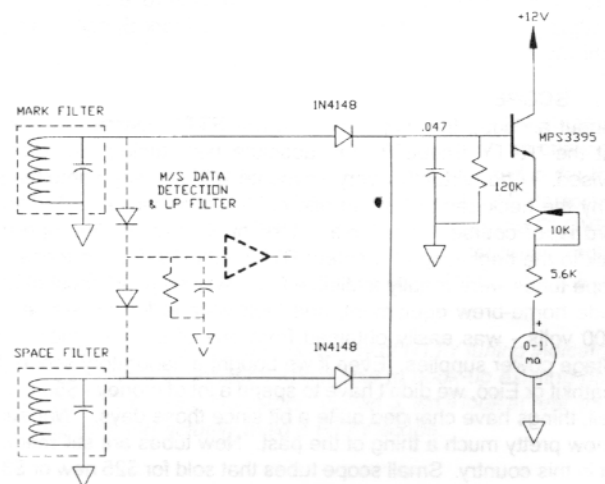 +12V
1N4148
MARK FILTER
.047
MPS3395
M/S DATA
DETECTION
& LP FILTER
120K
10K
5.6K
1N4148
+
0-1
ma
-
SPACE FILTER